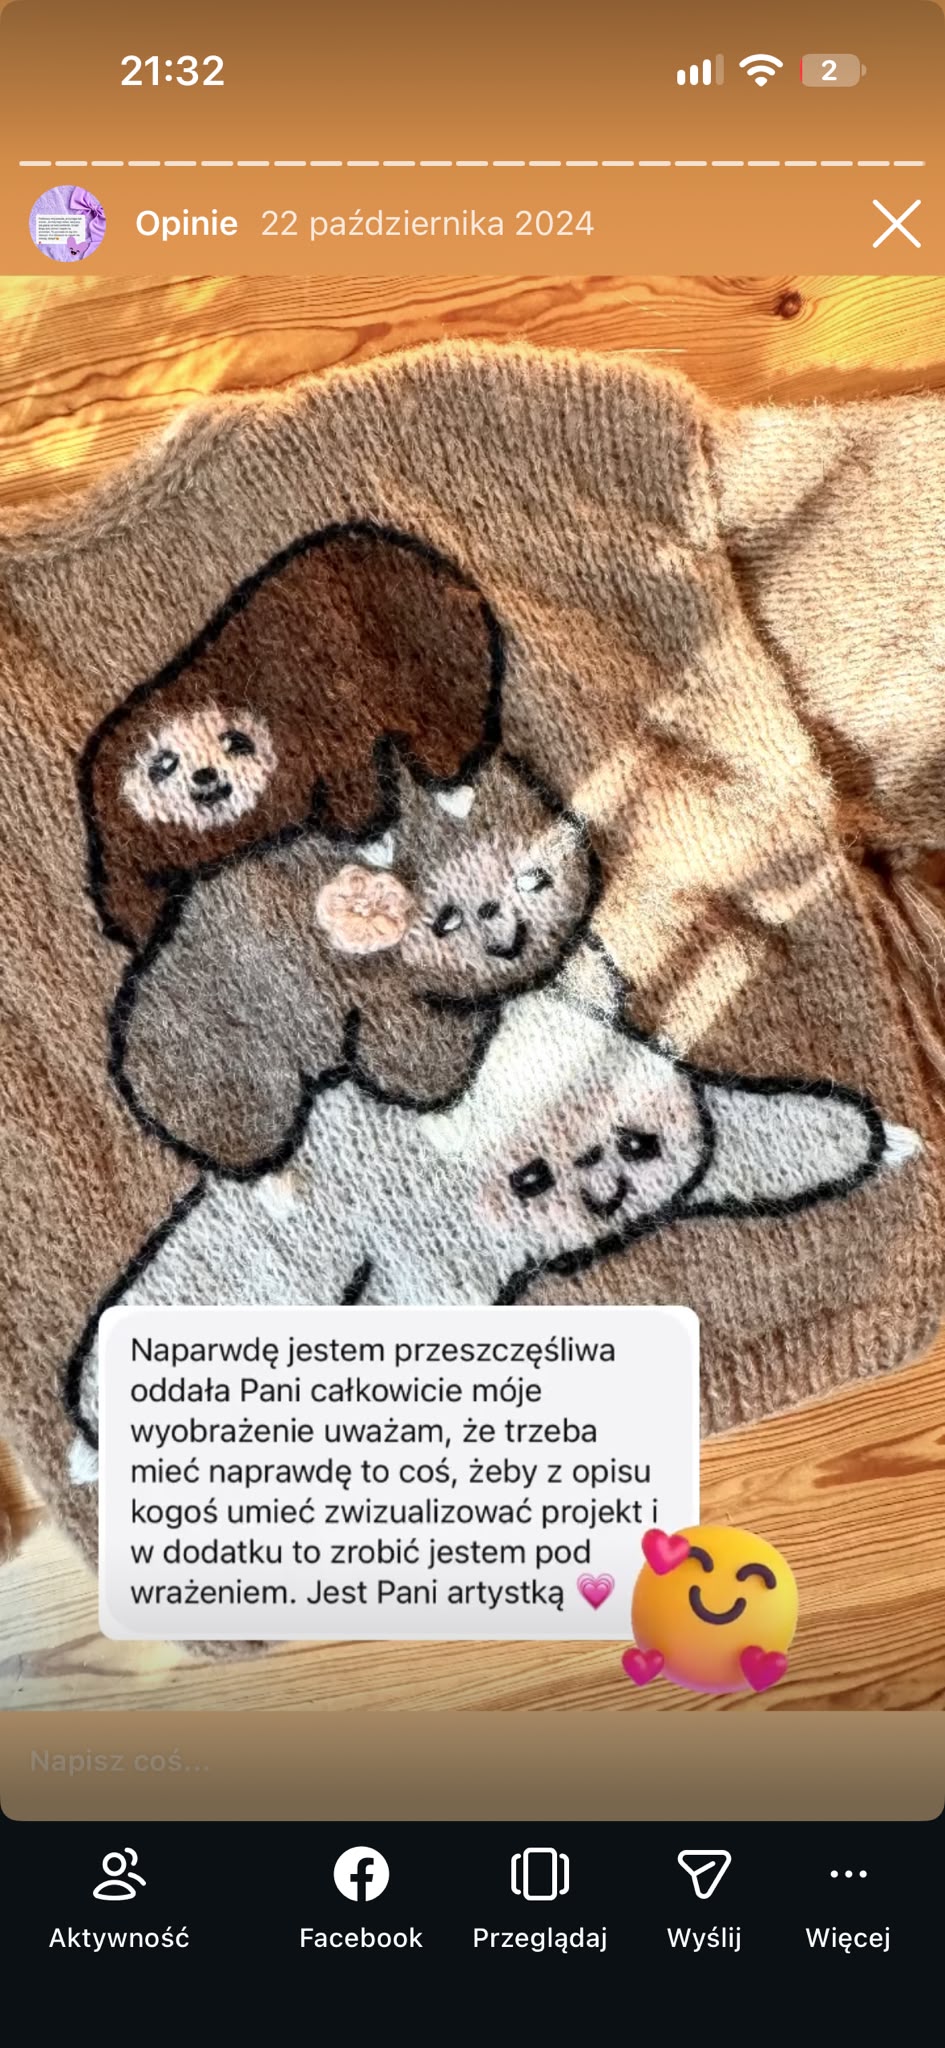 21:32
2
Opinie 22 października 2024
Naparwdę jestem przeszczęśliwa
oddała Pani całkowicie móje
wyobrażenie uważam, że trzeba
mieć naprawdę to coś, żeby z opisu
kogoś umieć zwizualizować projekt i
w dodatku to zrobić jestem pod
wrażeniem. Jest Pani artystką 💗
Napisz coś...
Aktywność Facebook Przeglądaj Wyślij Więcej